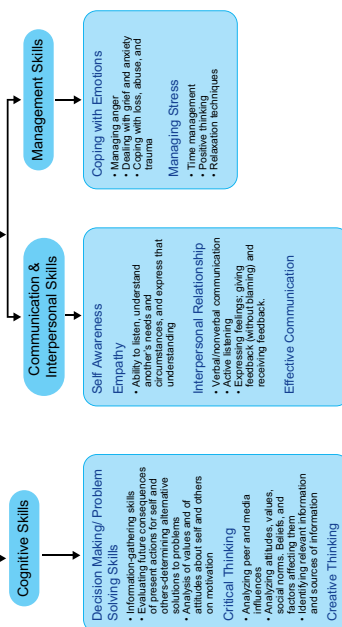 Cognitive Skills
Decision Making/ Problem
Solving Skills
• Information-gathering skills
• Evaluating future consequences
of present actions for self and
others-determining alternative
solutions to problems
• Analysis of values and of
attitudes about self and others
on motivation
Critical Thinking
• Analyzing peer and media
influences
• Analyzing attitudes, values,
social norms. Beliefs, and
factors affecting them
• Identifying relevant information
and sources of information
Creative Thinking
Communication &
Interpersonal Skills
Self Awareness
Empathy
• Ability to listen, understand
another's needs and
circumstances, and express that
understanding
Interpersonal Relationship
• Verbal/nonverbal communication
• Active listening
• Expressing feelings; giving
feedback (without blaming) and
receiving feedback.
Effective Communication
Management Skills
Coping with Emotions
• Managing anger
• Dealing with grief and anxiety
• Coping with loss, abuse, and
trauma
Managing Stress
• Time management
• Positive thinking
• Relaxation techniques